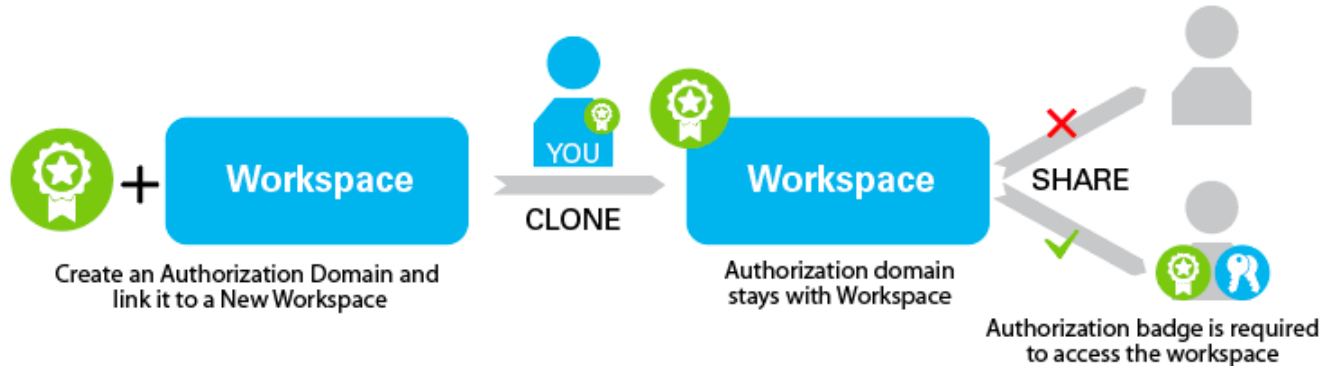 Workspace
Create an Authorization Domain and
link it to a New Workspace
YOU
CLONE
Workspace
Authorization domain
stays with Workspace
SHARE
Authorization badge is required
to access the workspace